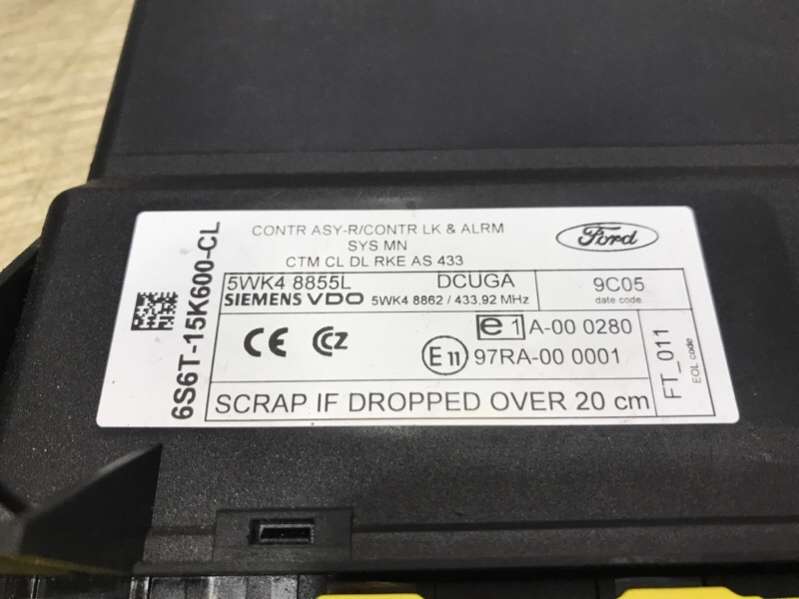 CONTR ASY-R/CONTR LK & ALRM
SYS MN
CTM CL DL RKE AS 433
Ford
6S6T-15K600-CL
5WK4 8855L DCUGA
SIEMENS VDO 5WK4 8862 / 433,92 MHz
9C05
date code
CE CZ
e1 A-00 0280
E11 97RA-00 0001
FT_011
EOL code
SCRAP IF DROPPED OVER 20 cm